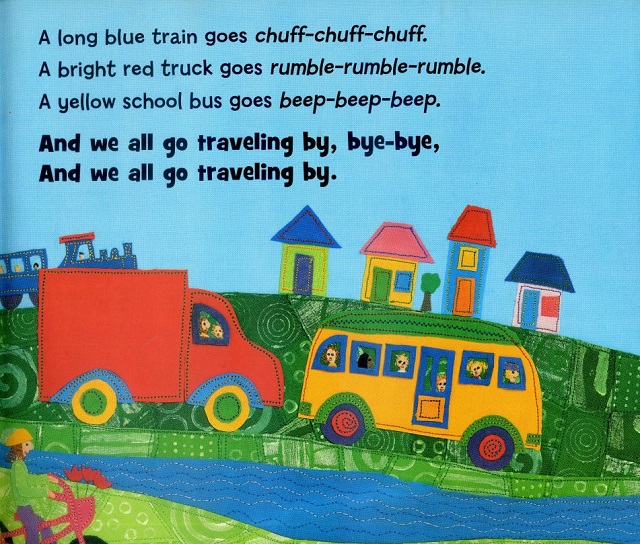 A long blue train goes chuff-chuff-chuff.
A bright red truck goes rumble-rumble-rumble.
A yellow school bus goes beep-beep-beep.
And we all go traveling by, bye-bye,
And we all go traveling by.